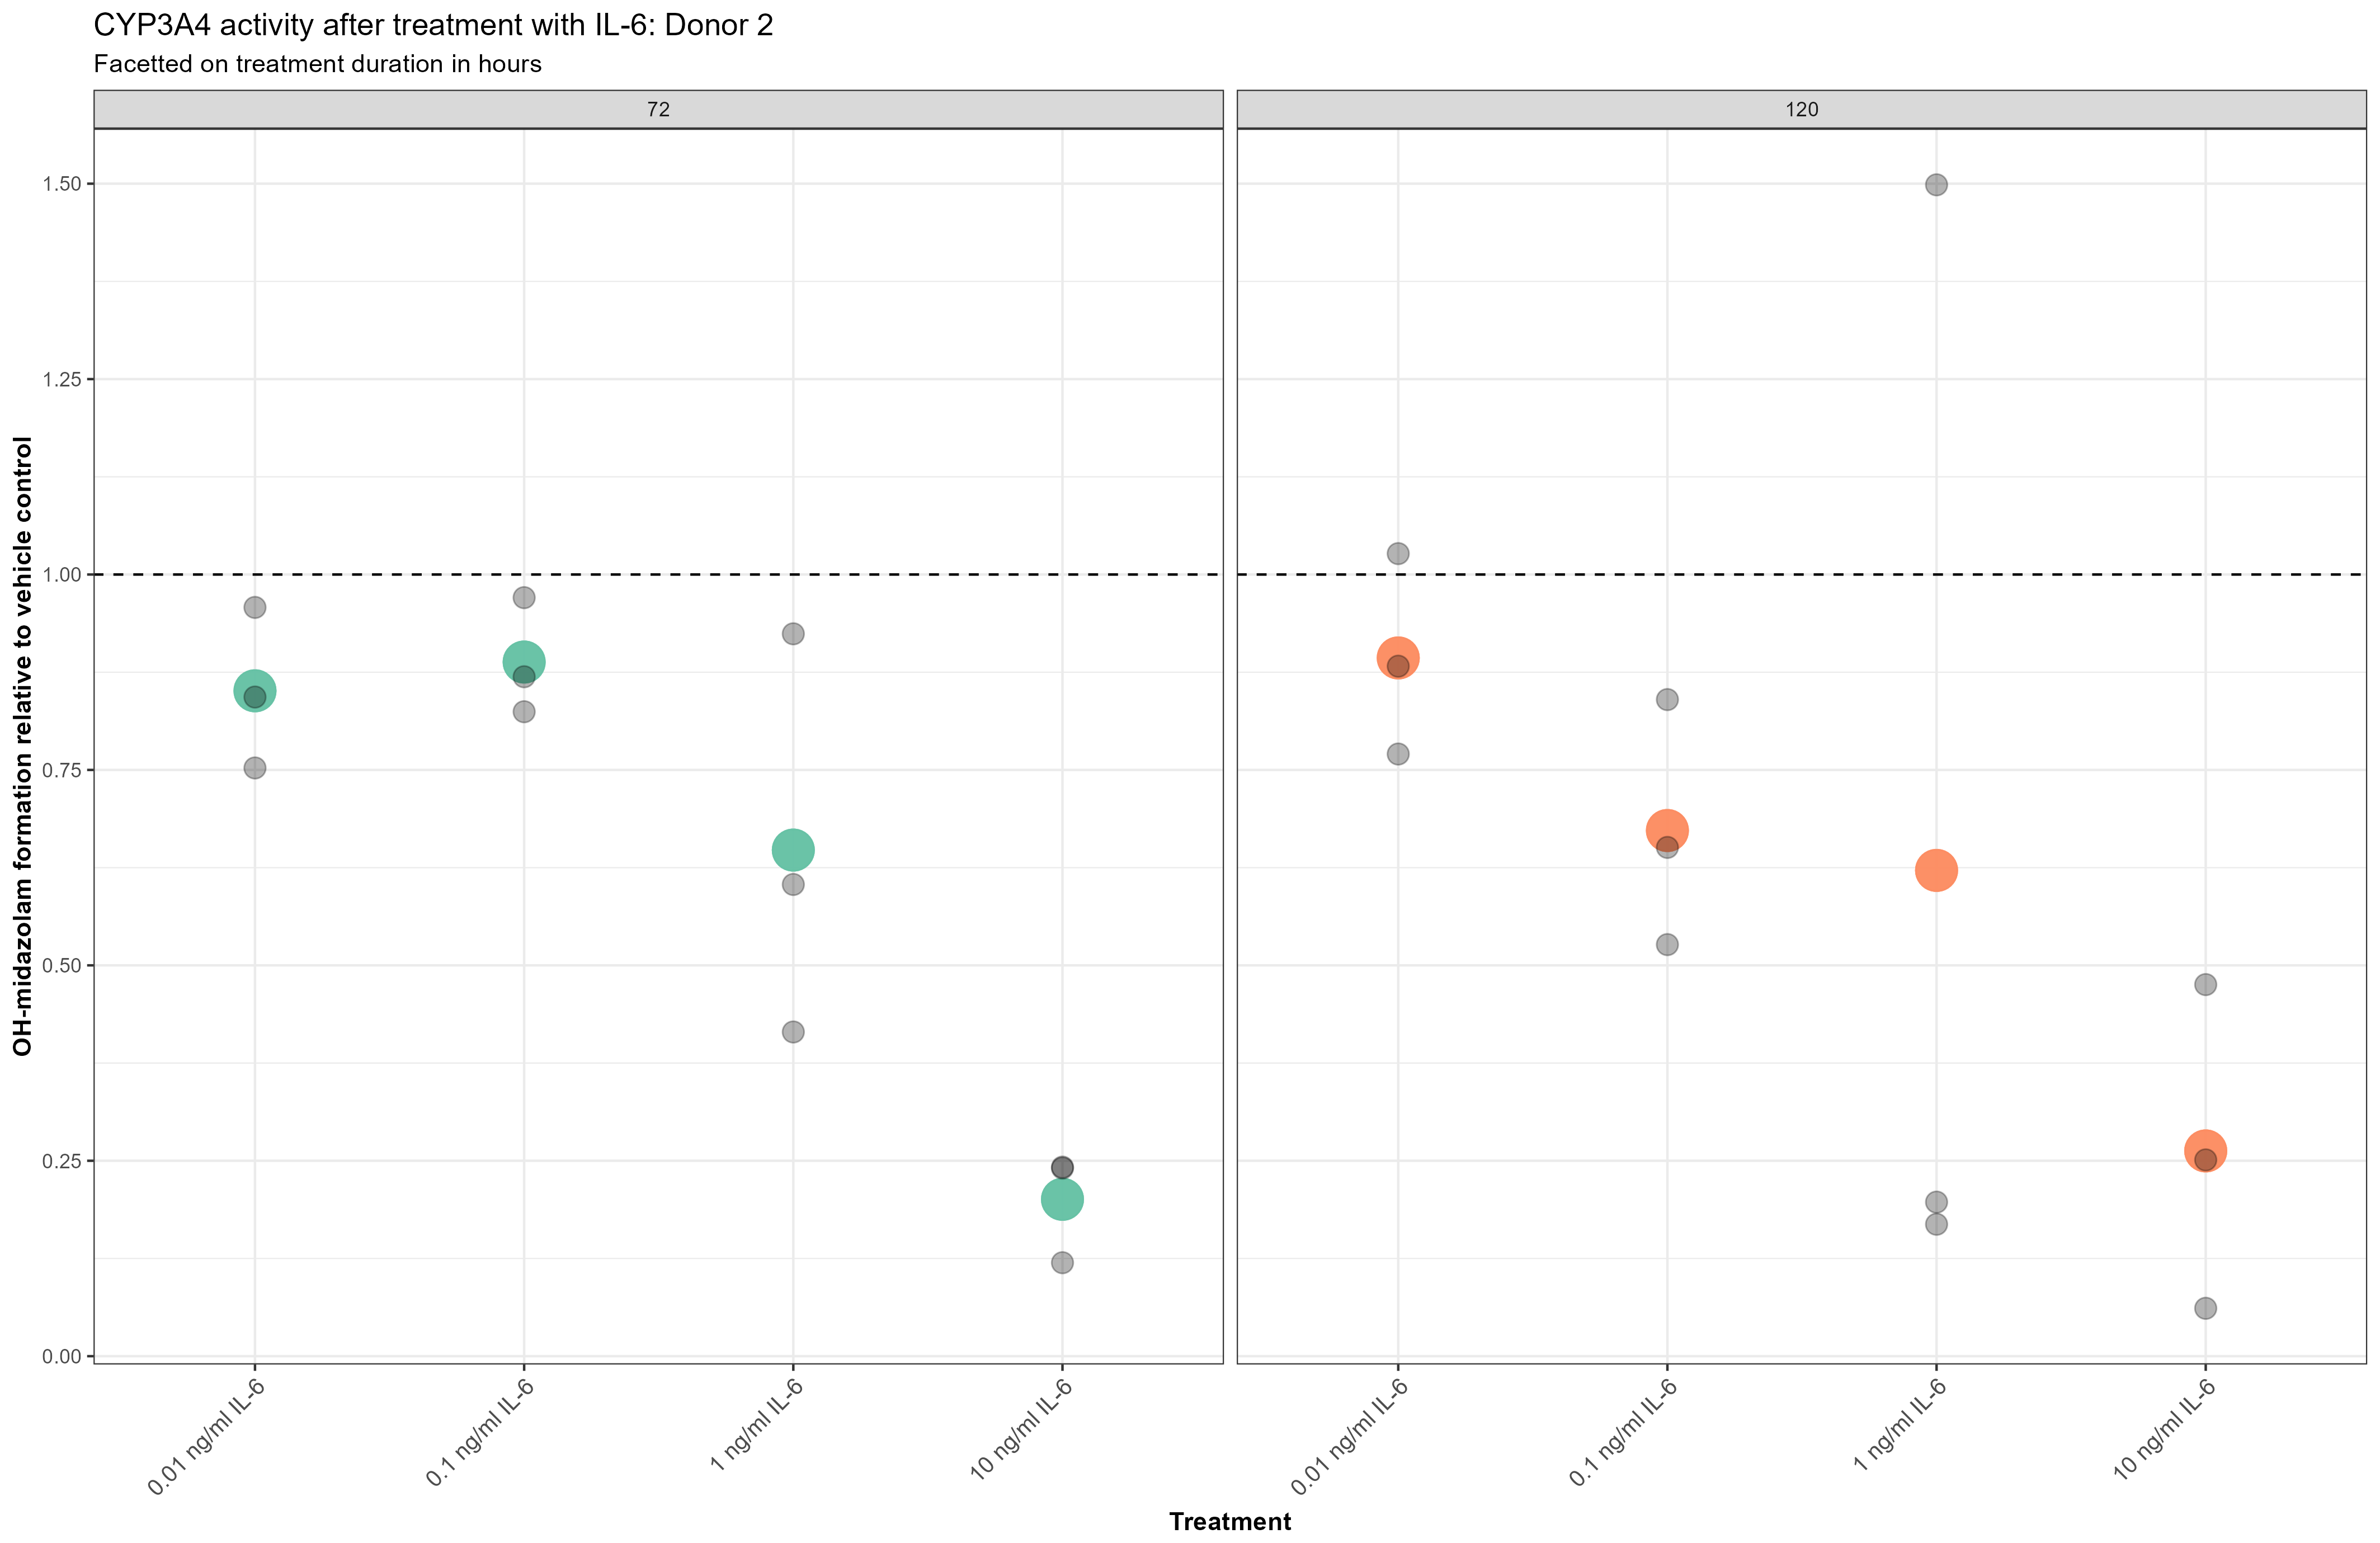 CYP3A4 activity after treatment with IL-6: Donor 2
Facetted on treatment duration in hours
72
120
OH-midazolam formation relative to vehicle control
1.50
1.25
1.00
0.75
0.50
0.25
0.00
0.01 ng/ml IL-6
0.1 ng/ml IL-6
1 ng/ml IL-6
10 ng/ml IL-6
0.01 ng/ml IL-6
0.1 ng/ml IL-6
1 ng/ml IL-6
10 ng/ml IL-6
Treatment